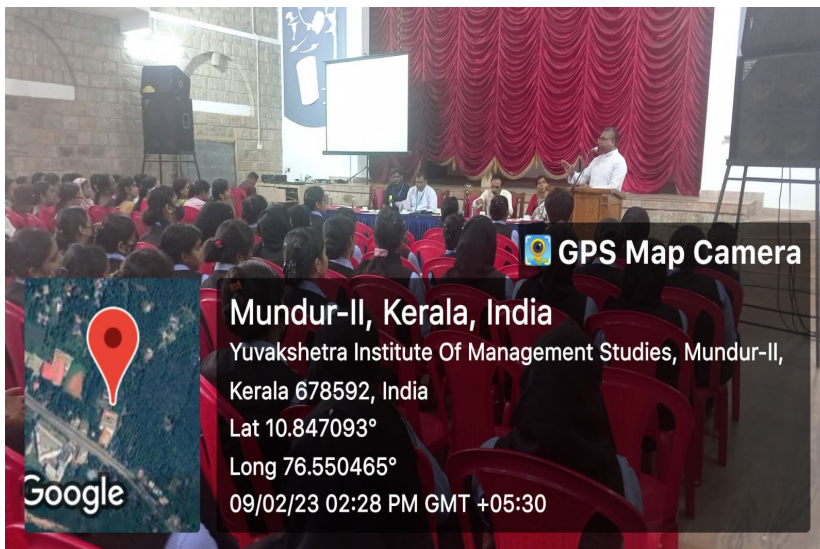 GPS Map Camera
Mundur-II, Kerala, India
Yuvakshetra Institute Of Management Studies, Mundur-II,
Kerala 678592, India
Lat 10.847093°
Long 76.550465°
09/02/23 02:28 PM GMT +05:30
Google